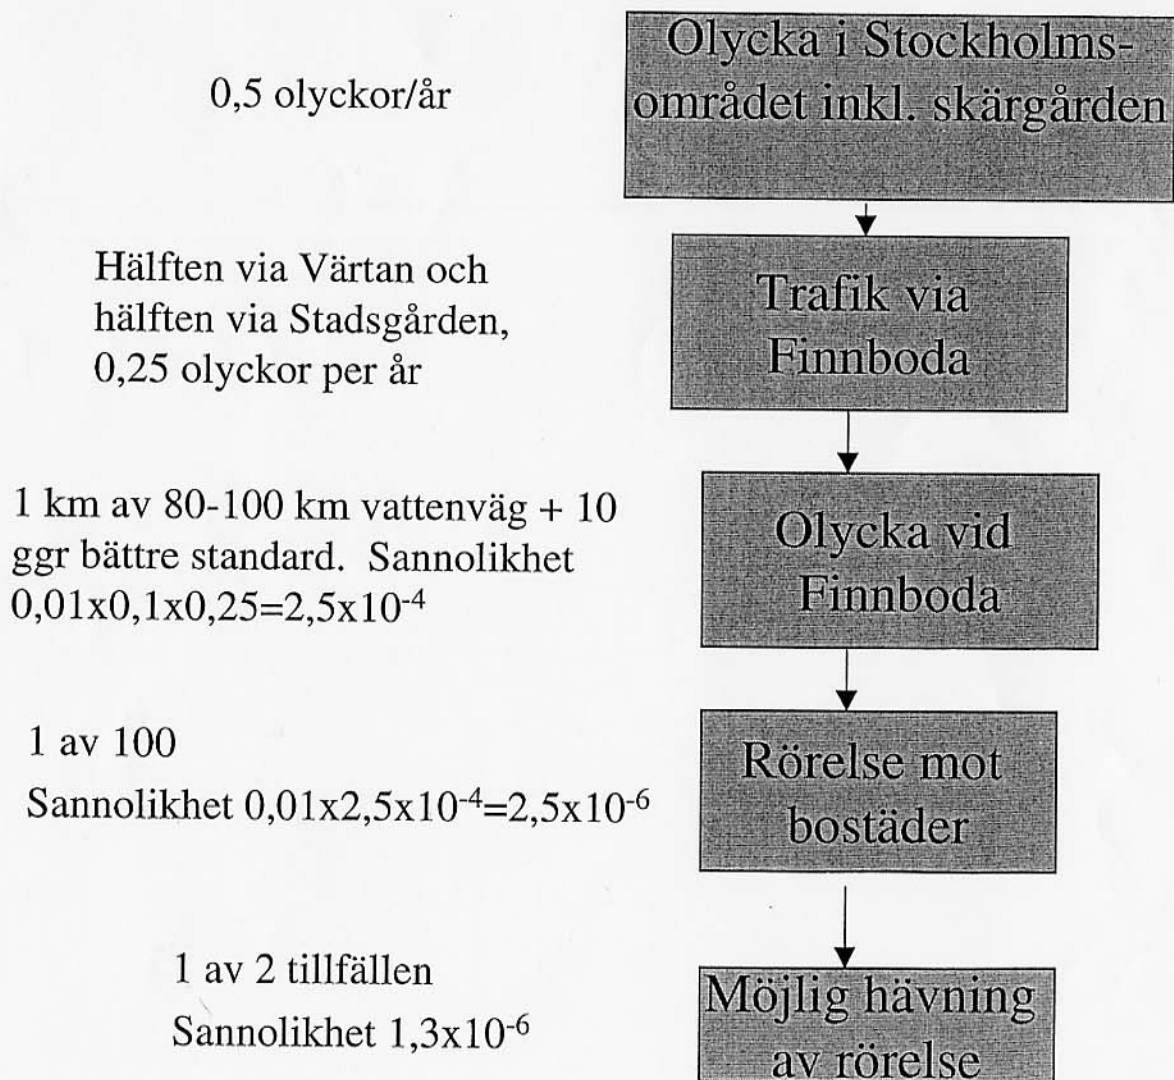 0,5 olyckor/år
Olycka i Stockholms-
området inkl. skärgården
Hälften via Värtan och
hälften via Stadsgården,
0,25 olyckor per år
Trafik via
Finnboda
1 km av 80-100 km vattenväg + 10
ggr bättre standard. Sannolikhet
0,01x0,1x0,25=2,5x10⁻⁴
Olycka vid
Finnboda
1 av 100
Sannolikhet 0,01x2,5x10⁻⁴=2,5x10⁻⁶
Rörelse mot
bostäder
1 av 2 tillfällen
Sannolikhet 1,3x10⁻⁶
Möjlig hävning
av rörelse